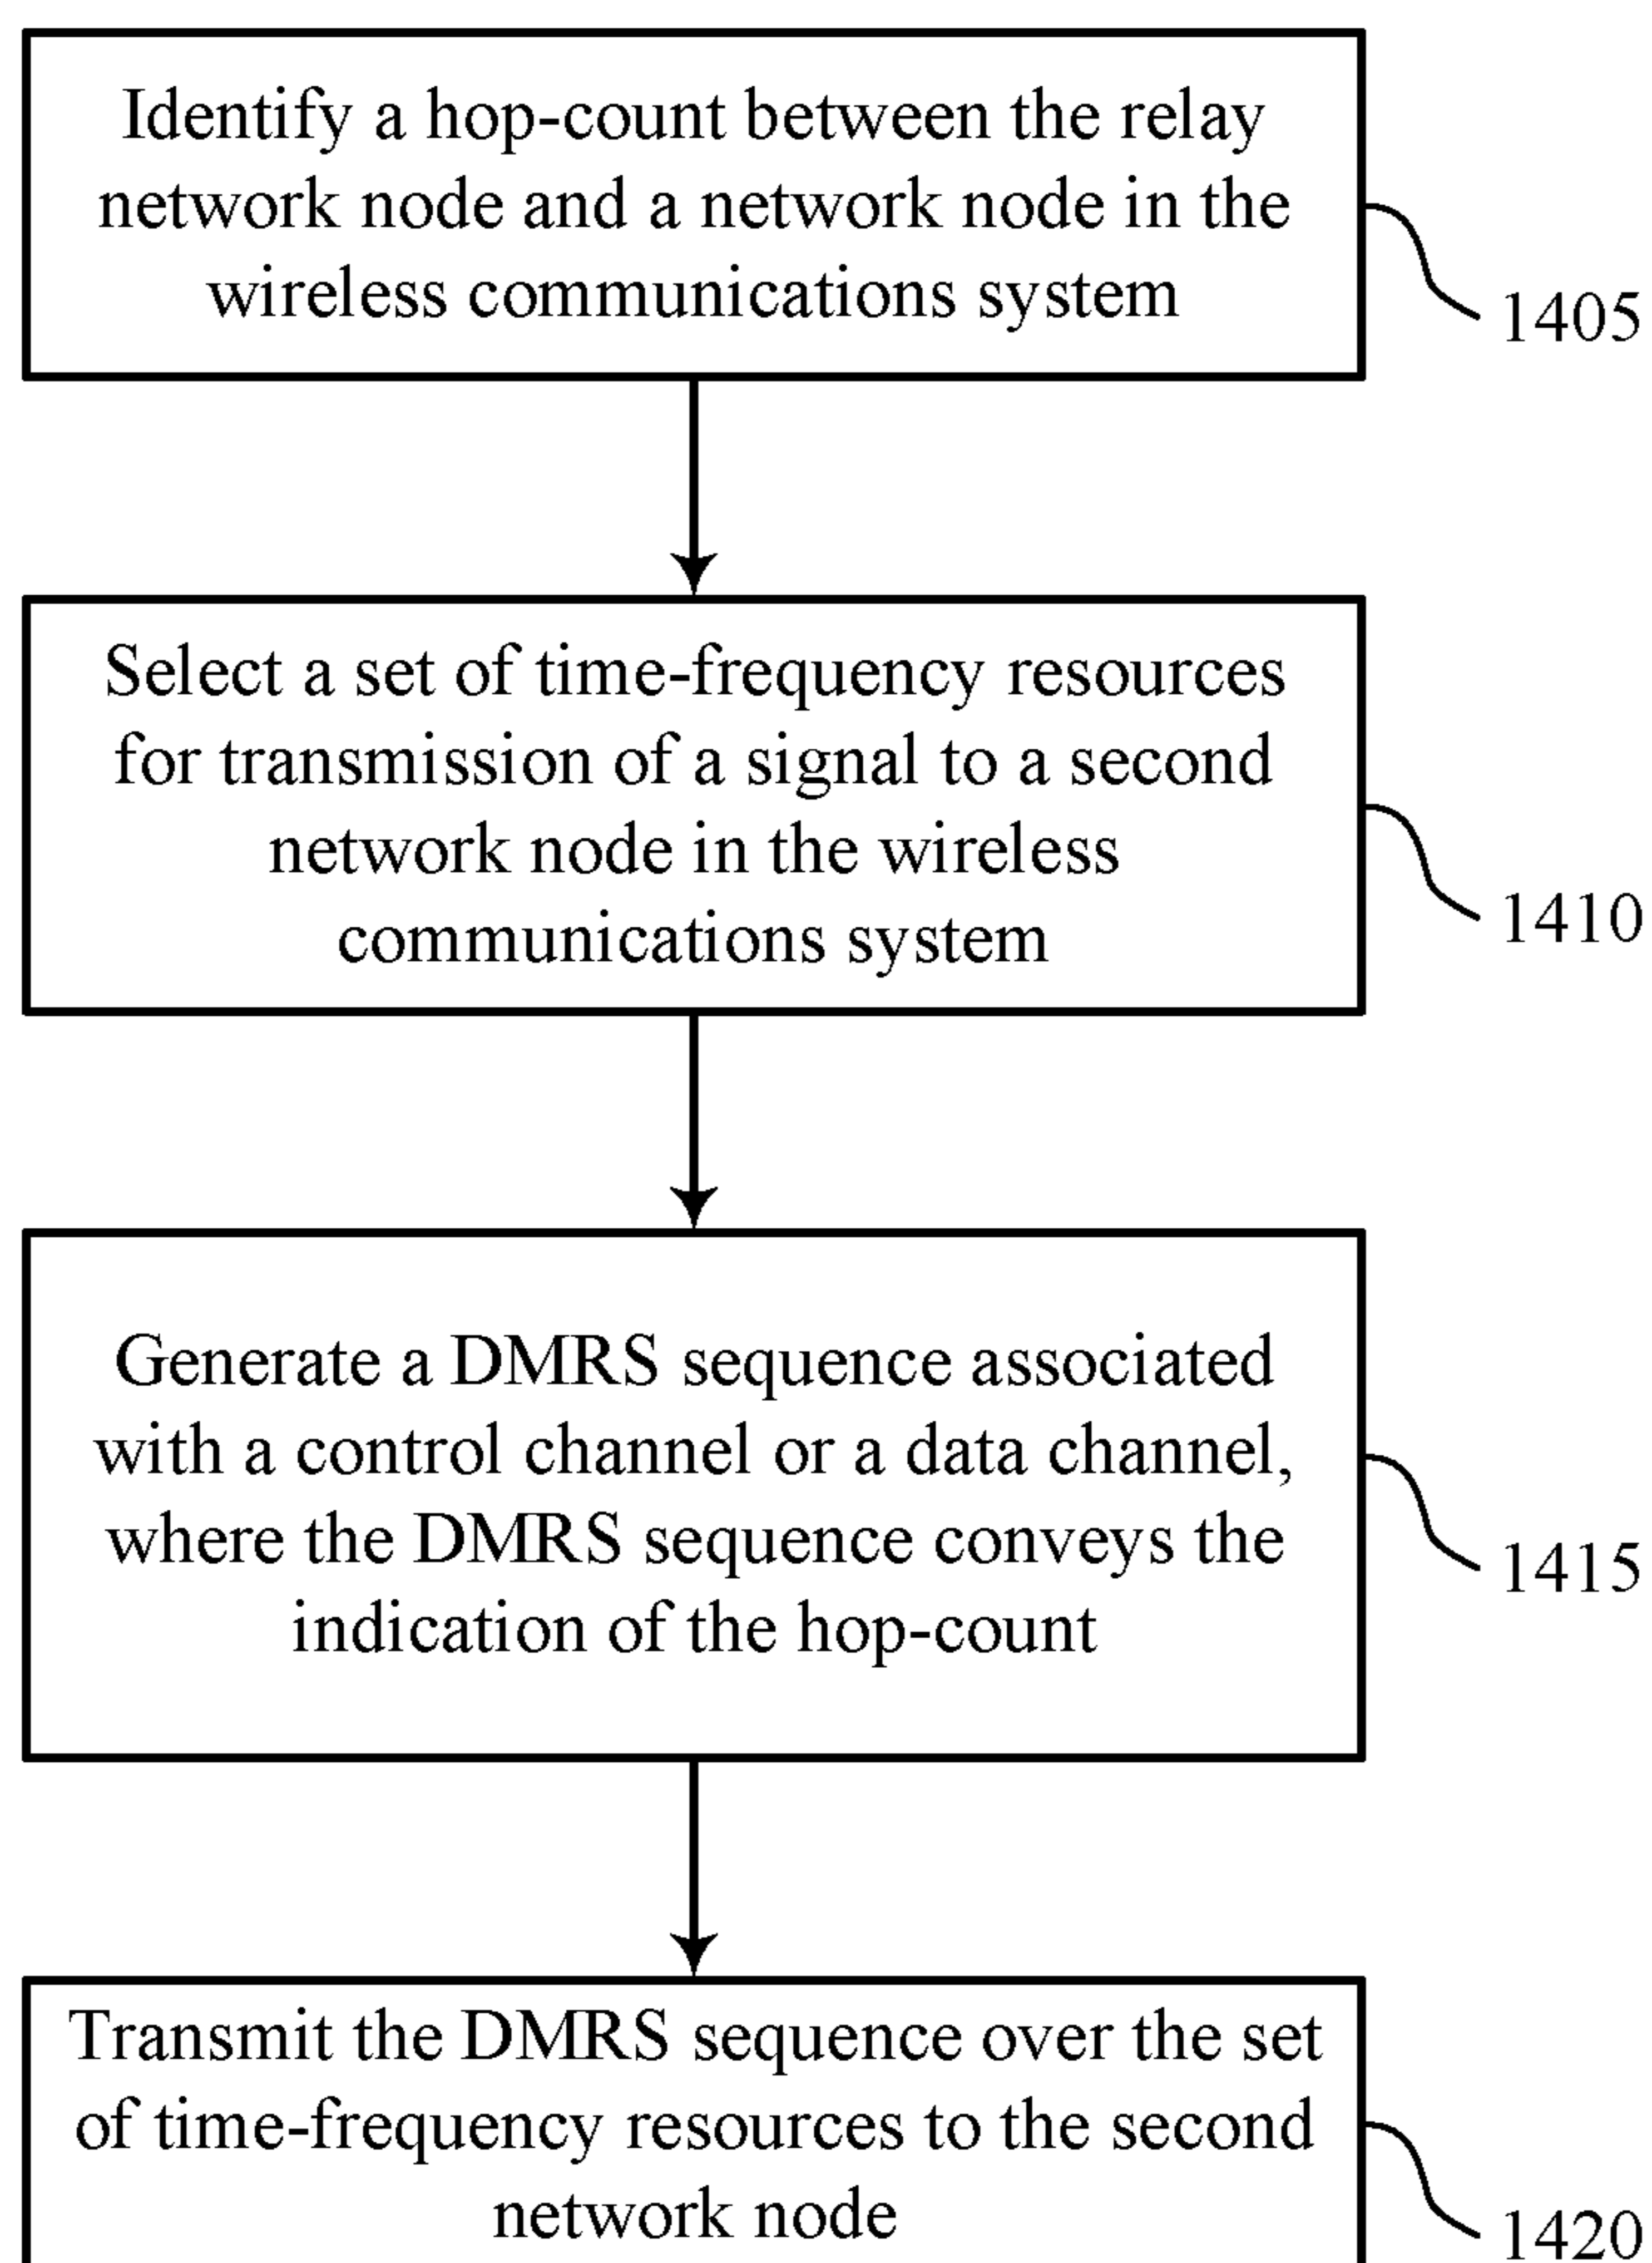 Identify a hop-count between the relay
network node and a network node in the
wireless communications system
1405
Select a set of time-frequency resources
for transmission of a signal to a second
network node in the wireless
communications system
1410
Generate a DMRS sequence associated
with a control channel or a data channel,
where the DMRS sequence conveys the
indication of the hop-count
1415
Transmit the DMRS sequence over the set
of time-frequency resources to the second
network node
1420